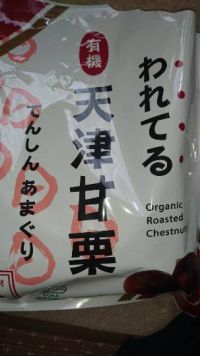 われてる
有機
天津甘栗
てんしんあまぐり
Organic
Roasted
Chestnut